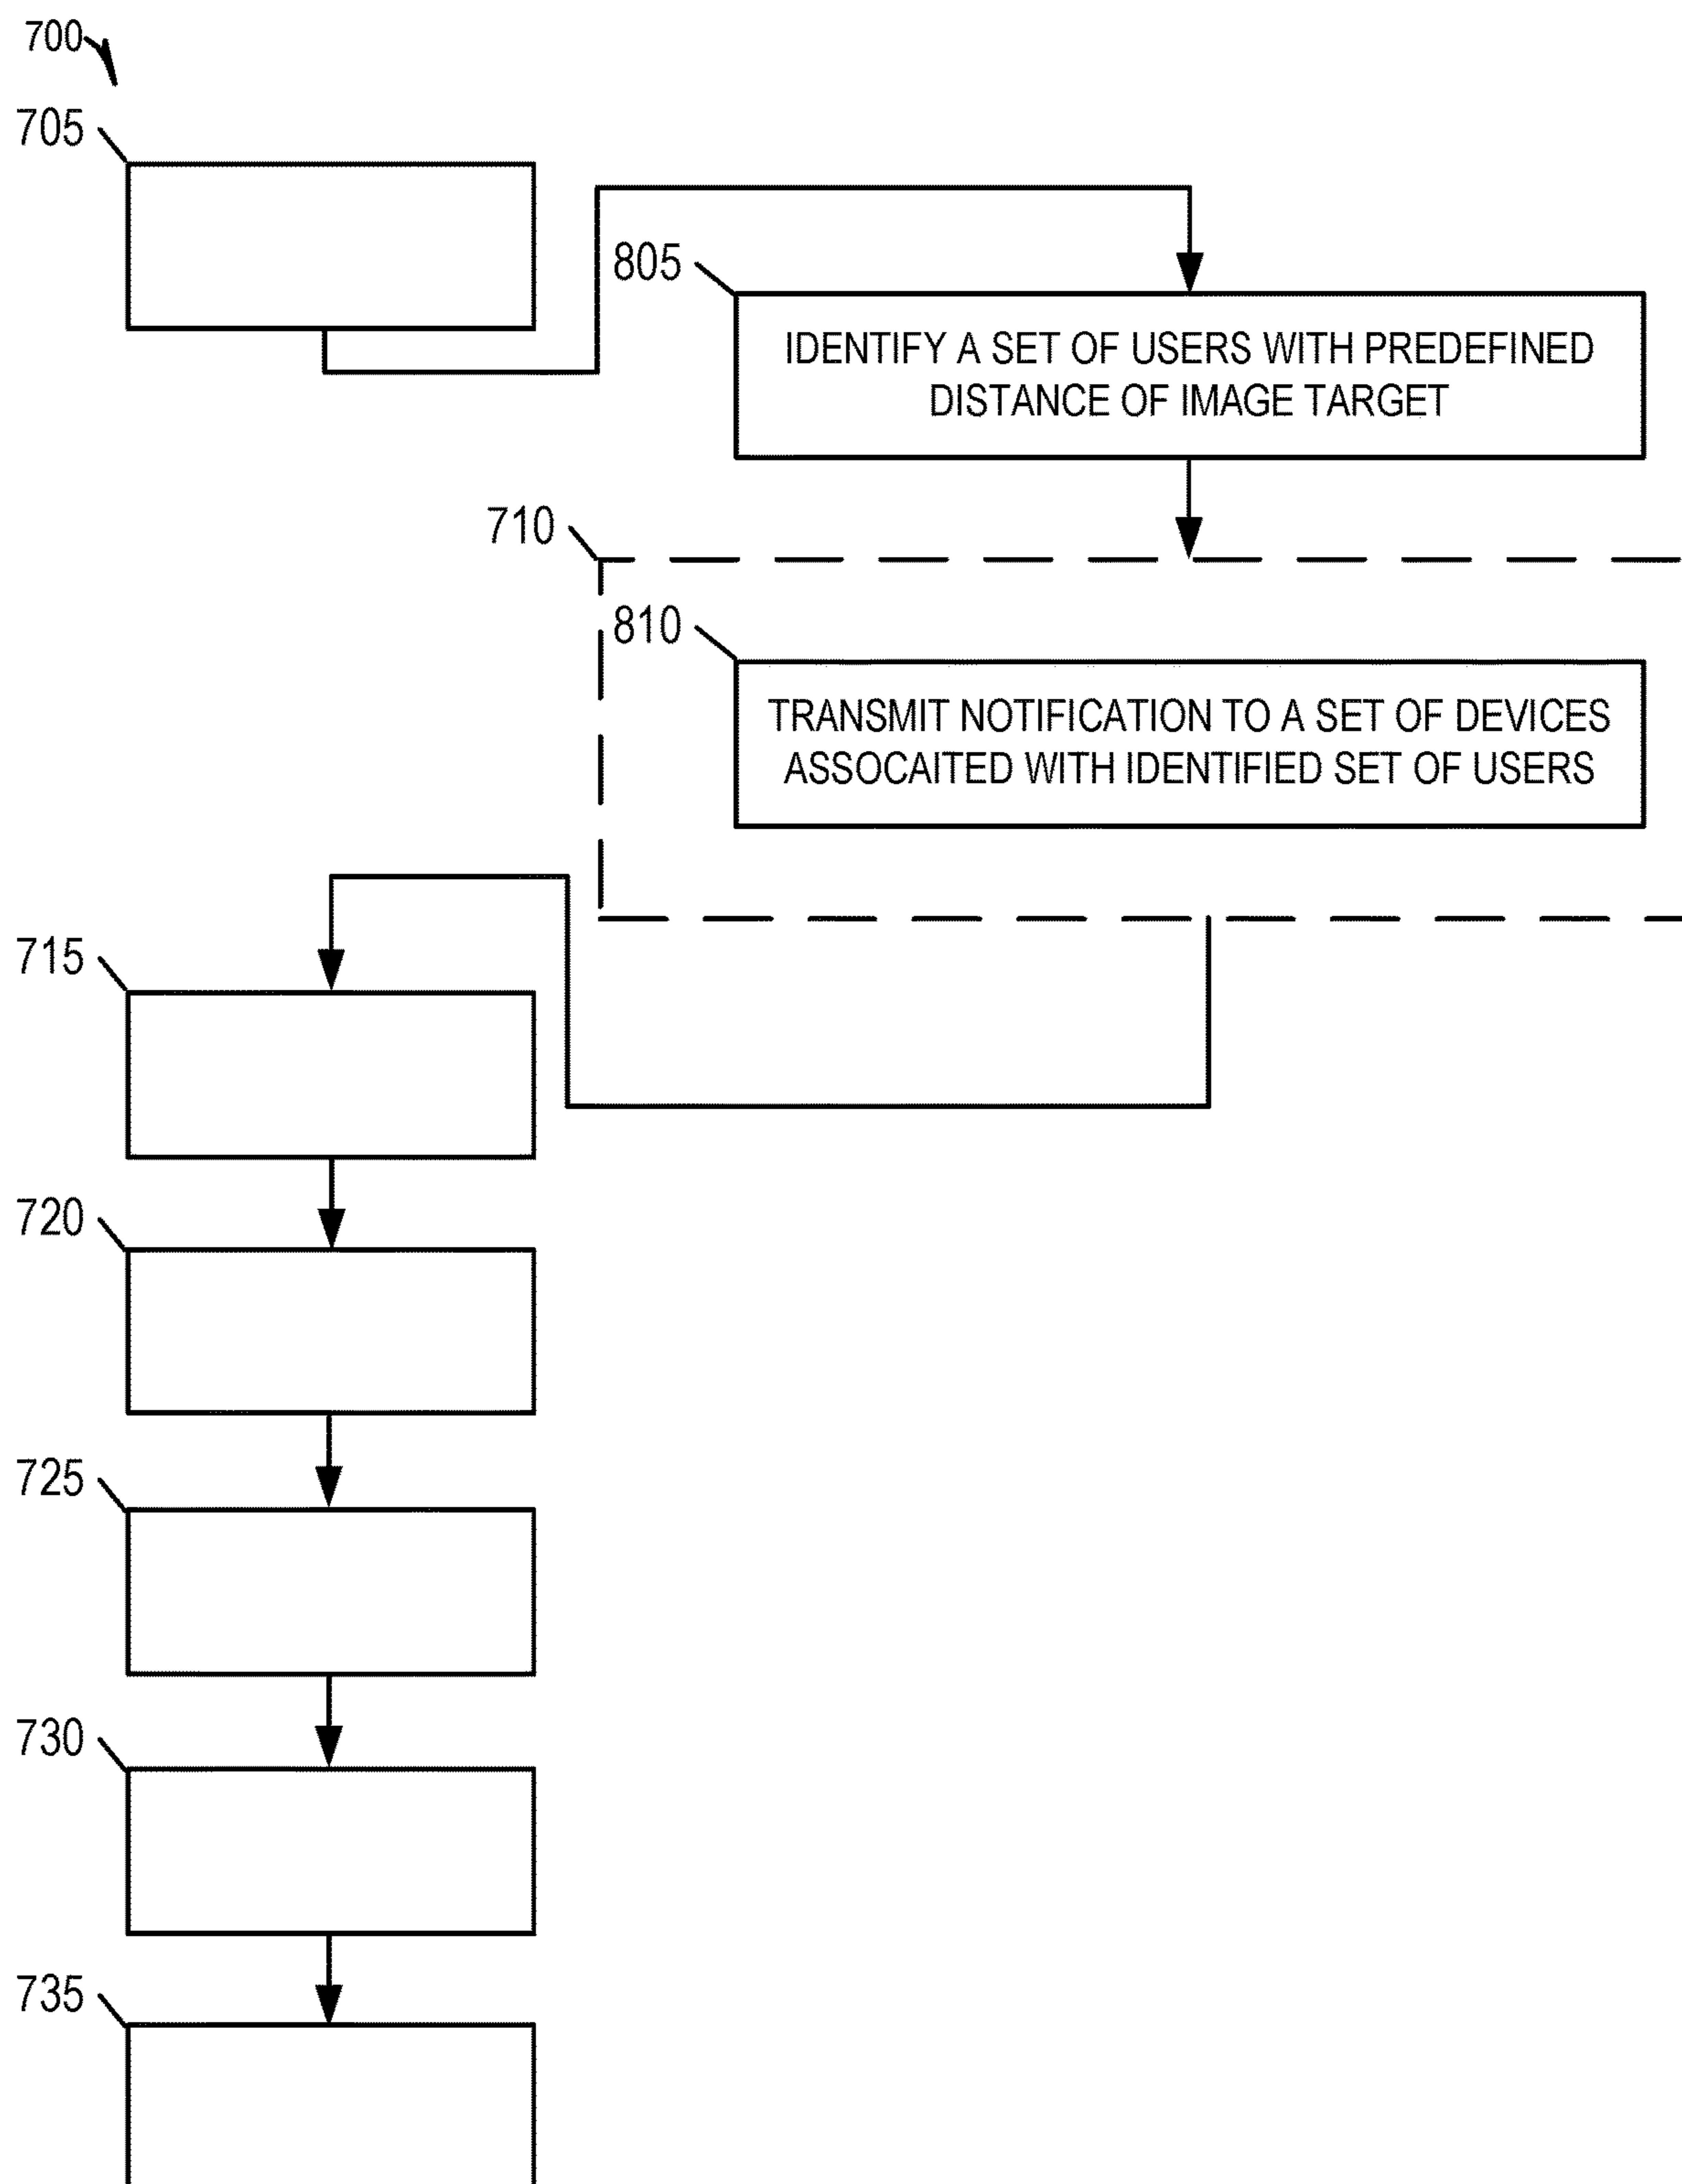 700
705
805
IDENTIFY A SET OF USERS WITH PREDEFINED
DISTANCE OF IMAGE TARGET
710
810
TRANSMIT NOTIFICATION TO A SET OF DEVICES
ASSOCAITED WITH IDENTIFIED SET OF USERS
715
720
725
730
735